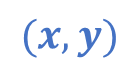 (x, y)